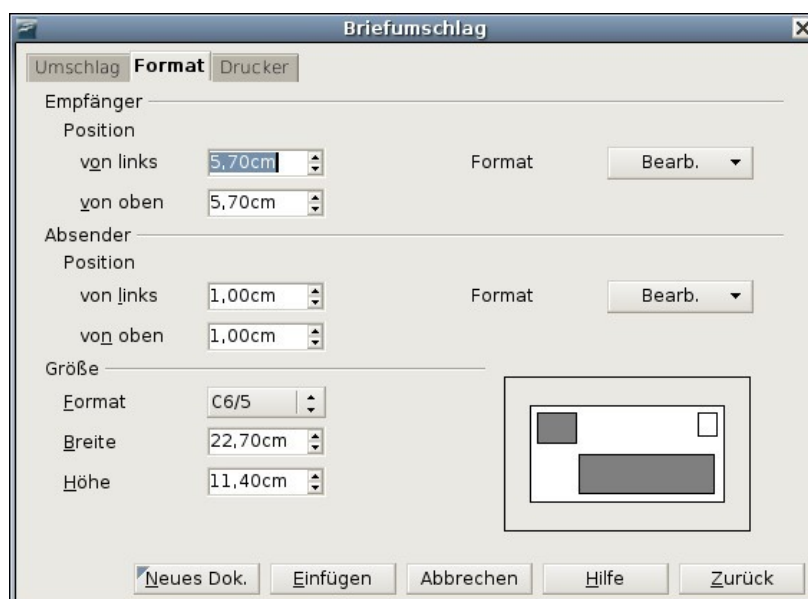 Briefumschlag
Umschlag Format Drucker
Empfänger
Position
von links 5,70cm Format Bearb.
von oben 5,70cm
Absender
Position
von links 1,00cm Format Bearb.
von oben 1,00cm
Größe
Format C6/5
Breite 22,70cm
Höhe 11,40cm
Neues Dok. Einfügen Abbrechen Hilfe Zurück